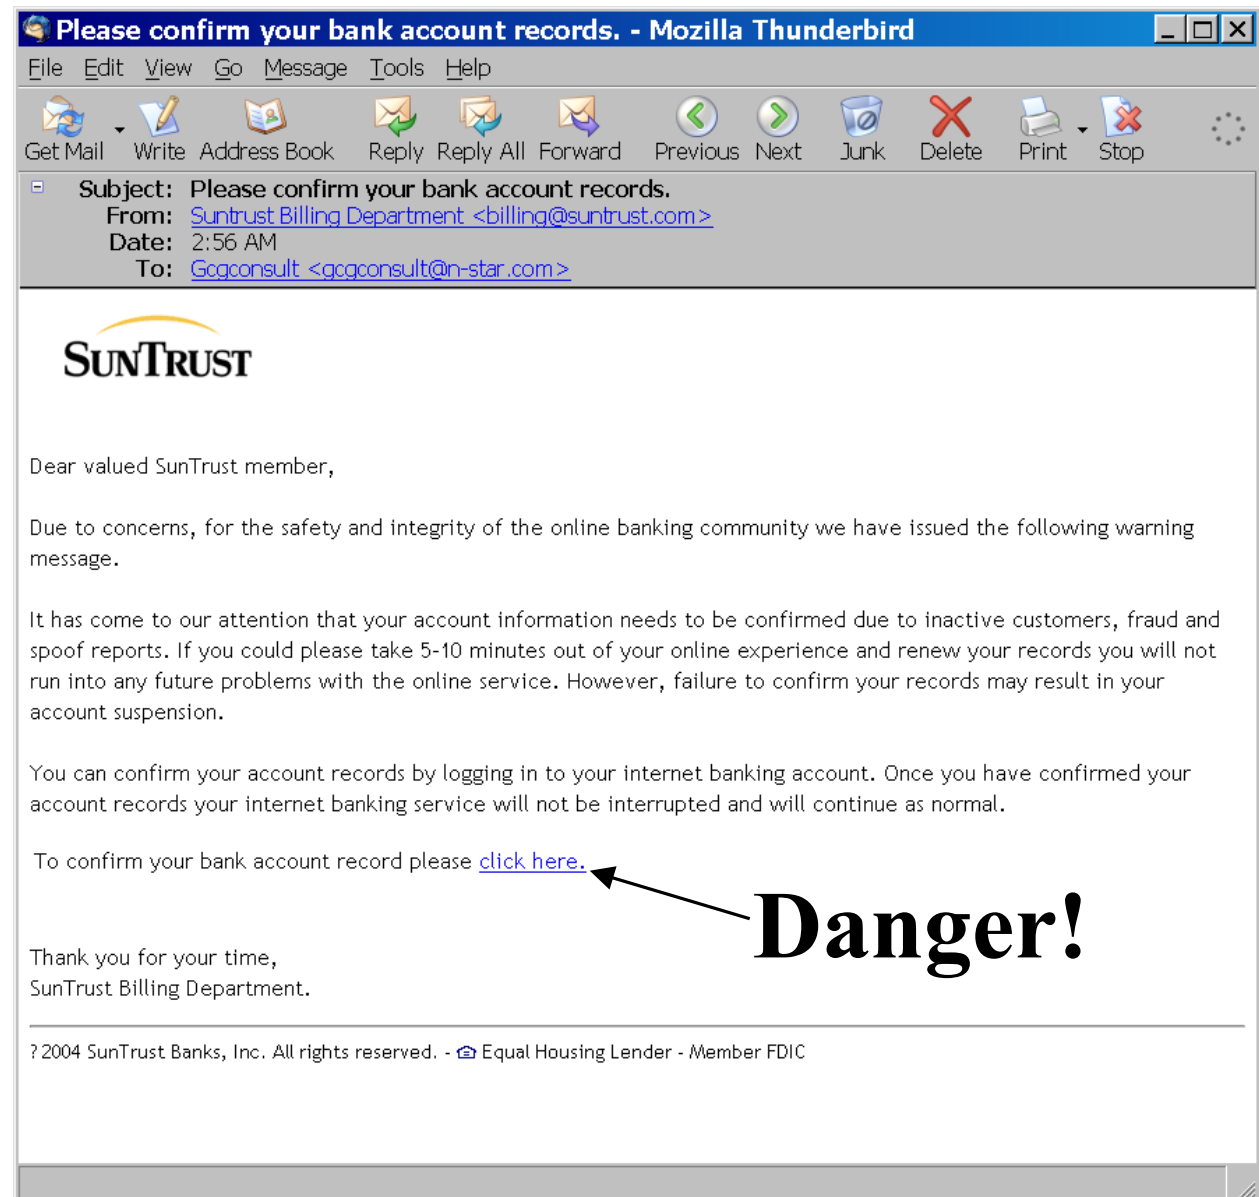 Please confirm your bank account records. - Mozilla Thunderbird
File Edit View Go Message Tools Help
Get Mail Write Address Book Reply Reply All Forward Previous Next Junk Delete Print Stop
Subject: Please confirm your bank account records.
From: Suntrust Billing Department <billing@suntrust.com>
Date: 2:56 AM
To: Gcgconsult <gcgconsult@n-star.com>
SUNTRUST
Dear valued SunTrust member,
Due to concerns, for the safety and integrity of the online banking community we have issued the following warning
message.
It has come to our attention that your account information needs to be confirmed due to inactive customers, fraud and
spoof reports. If you could please take 5-10 minutes out of your online experience and renew your records you will not
run into any future problems with the online service. However, failure to confirm your records may result in your
account suspension.
You can confirm your account records by logging in to your internet banking account. Once you have confirmed your
account records your internet banking service will not be interrupted and will continue as normal.
To confirm your bank account record please click here.
Danger!
Thank you for your time,
SunTrust Billing Department.
?2004 SunTrust Banks, Inc. All rights reserved. - Equal Housing Lender - Member FDIC